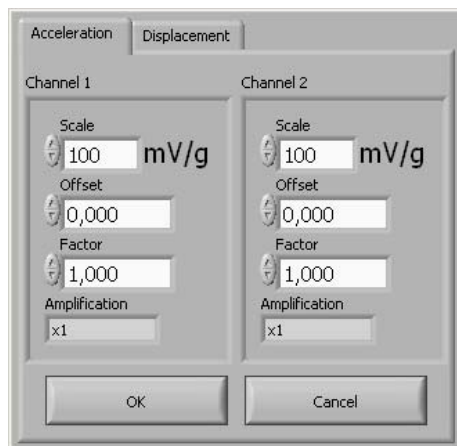 Acceleration
Displacement
Channel 1
Scale
100 mV/g
Offset
0,000
Factor
1,000
Amplification
x1
Channel 2
Scale
100 mV/g
Offset
0,000
Factor
1,000
Amplification
x1
OK
Cancel